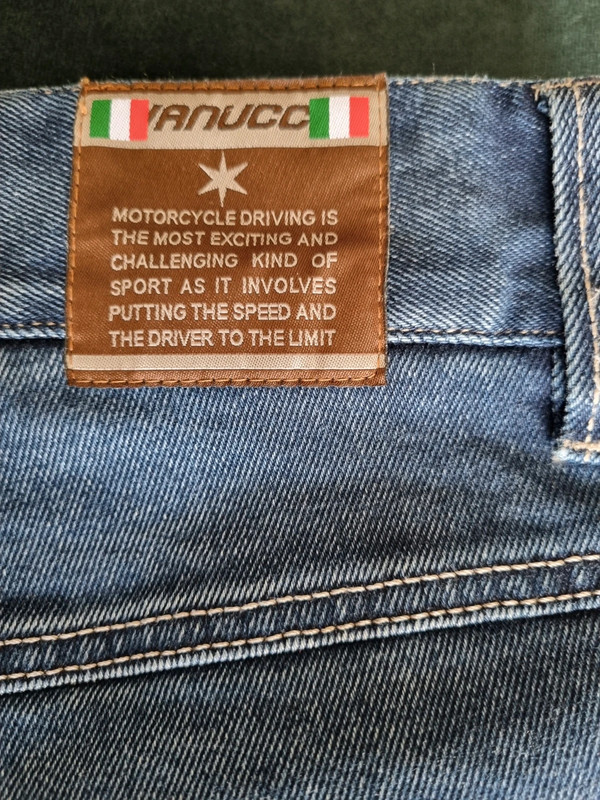 VANUCCI
MOTORCYCLE DRIVING IS
THE MOST EXCITING AND
CHALLENGING KIND OF
SPORT AS IT INVOLVES
PUTTING THE SPEED AND
THE DRIVER TO THE LIMIT